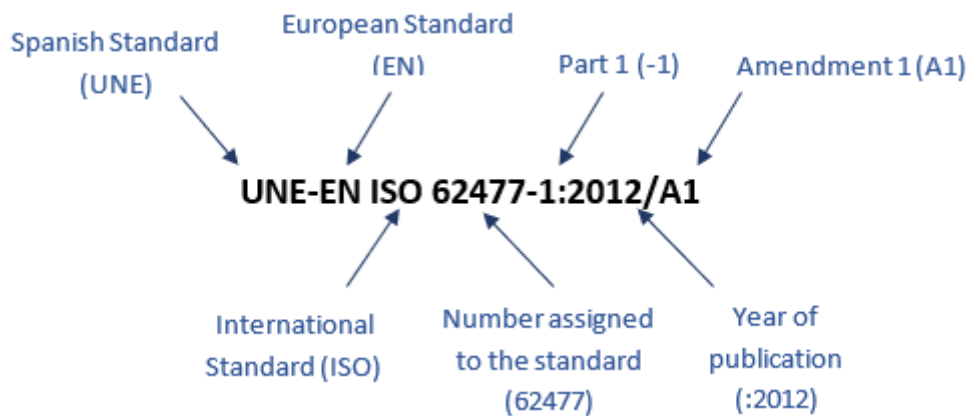 Spanish Standard
(UNE)
European Standard
(EN)
Part 1 (-1)
Amendment 1 (A1)
UNE-EN ISO 62477-1:2012/A1
International
Standard (ISO)
Number assigned
to the standard
(62477)
Year of
publication
(:2012)